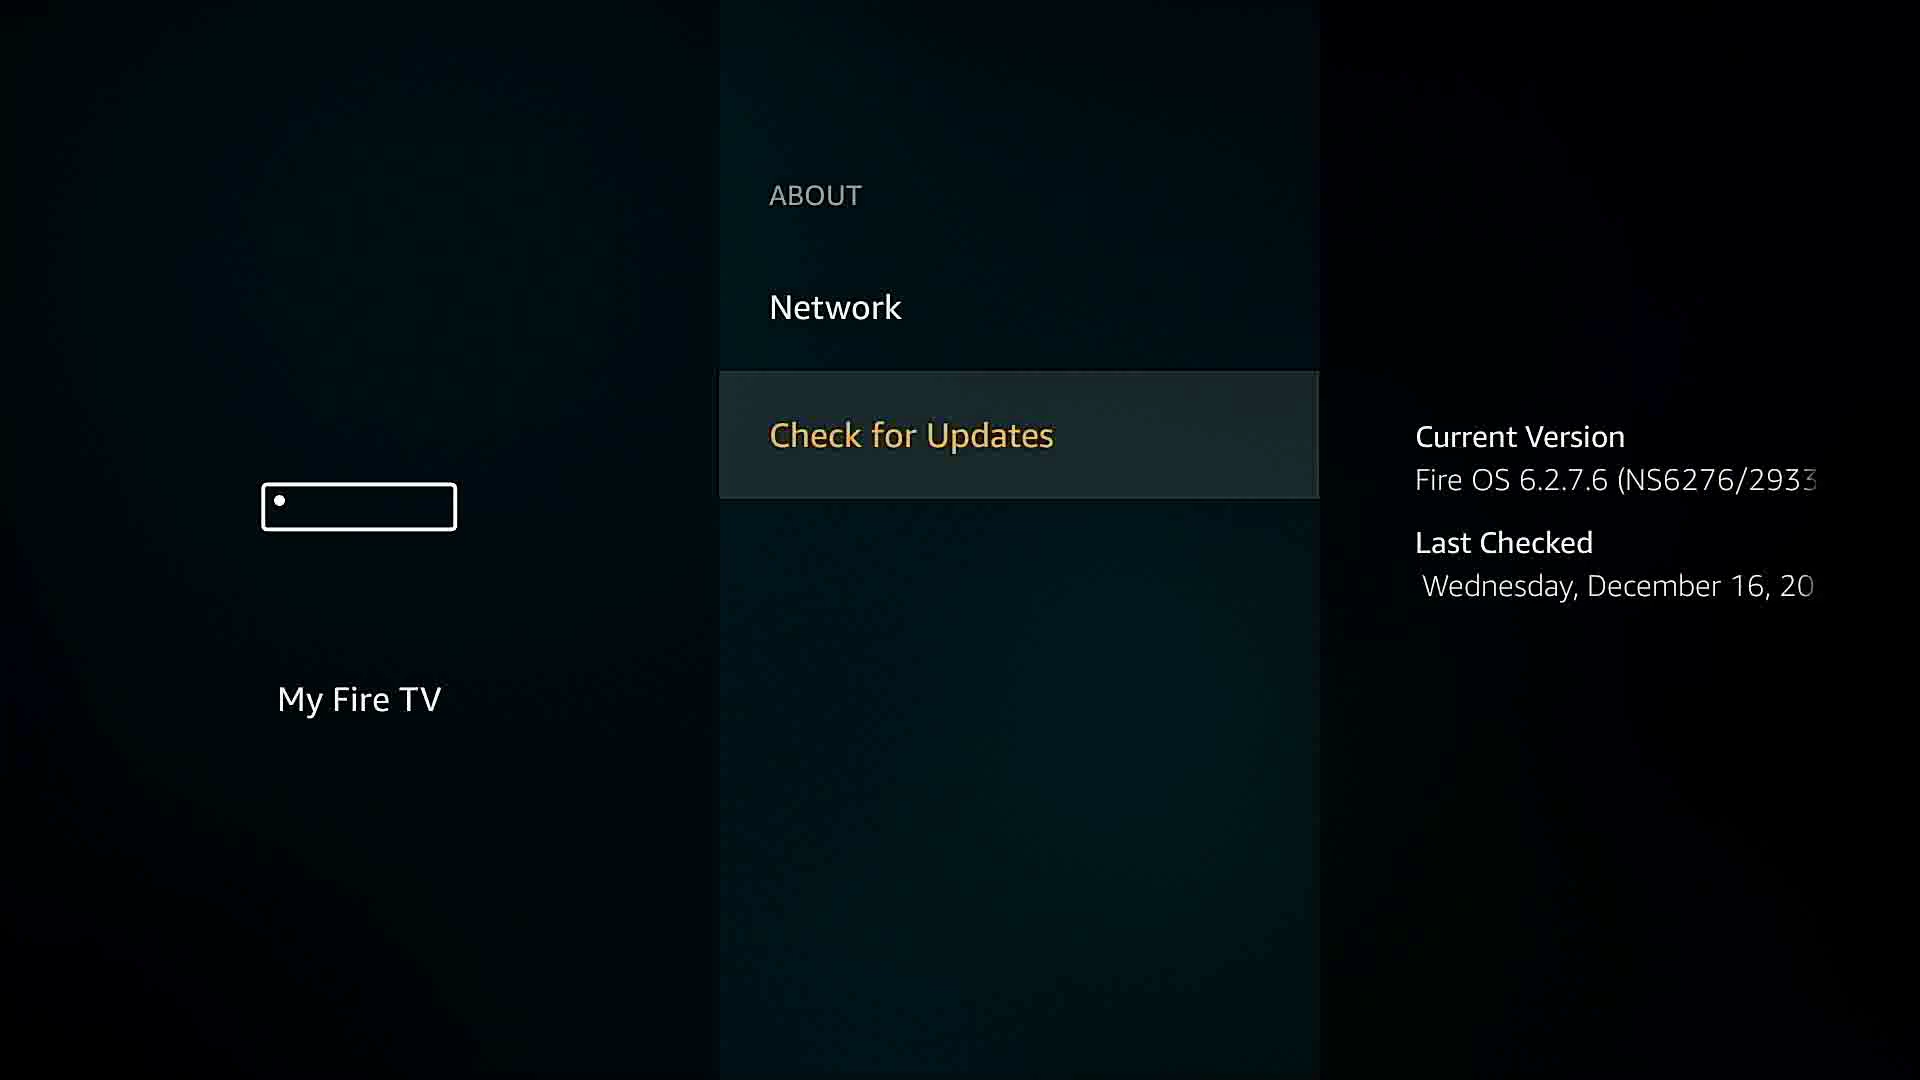 ABOUT
Network
Check for Updates
My Fire TV
Current Version
Fire OS 6.2.7.6 (NS6276/2933
Last Checked
Wednesday, December 16, 20